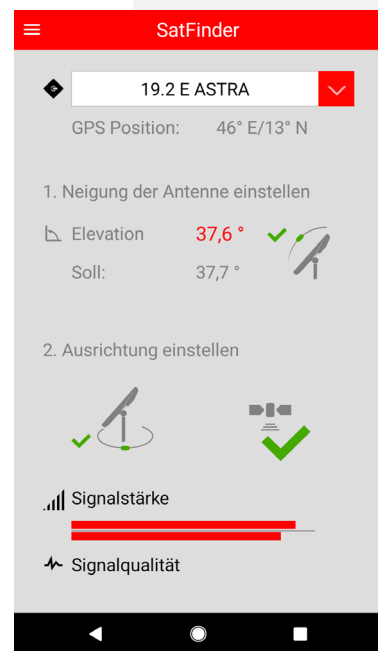 SatFinder
19.2 E ASTRA
GPS Position: 46° E/13° N
1. Neigung der Antenne einstellen
Elevation 37,6 °
Soll: 37,7 °
2. Ausrichtung einstellen
Signalstärke
Signalqualität